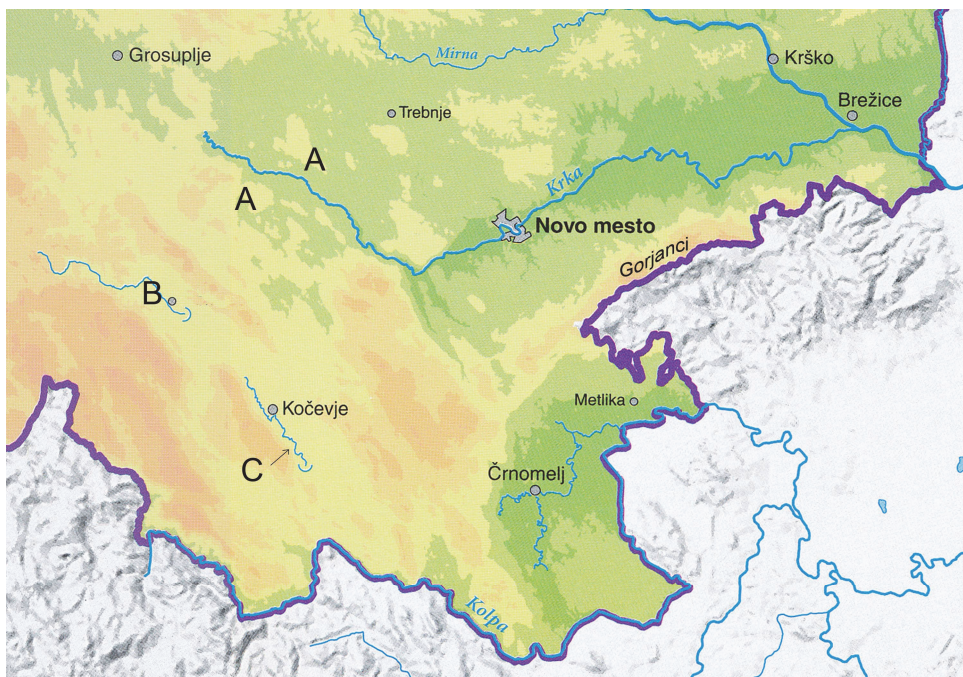 Mirna
Grosuplje
Krško
Brežice
Trebnje
A
A
Krka
Novo mesto
Gorjanci
B
Metlika
Kočevje
C
Črnomelj
Kolpa